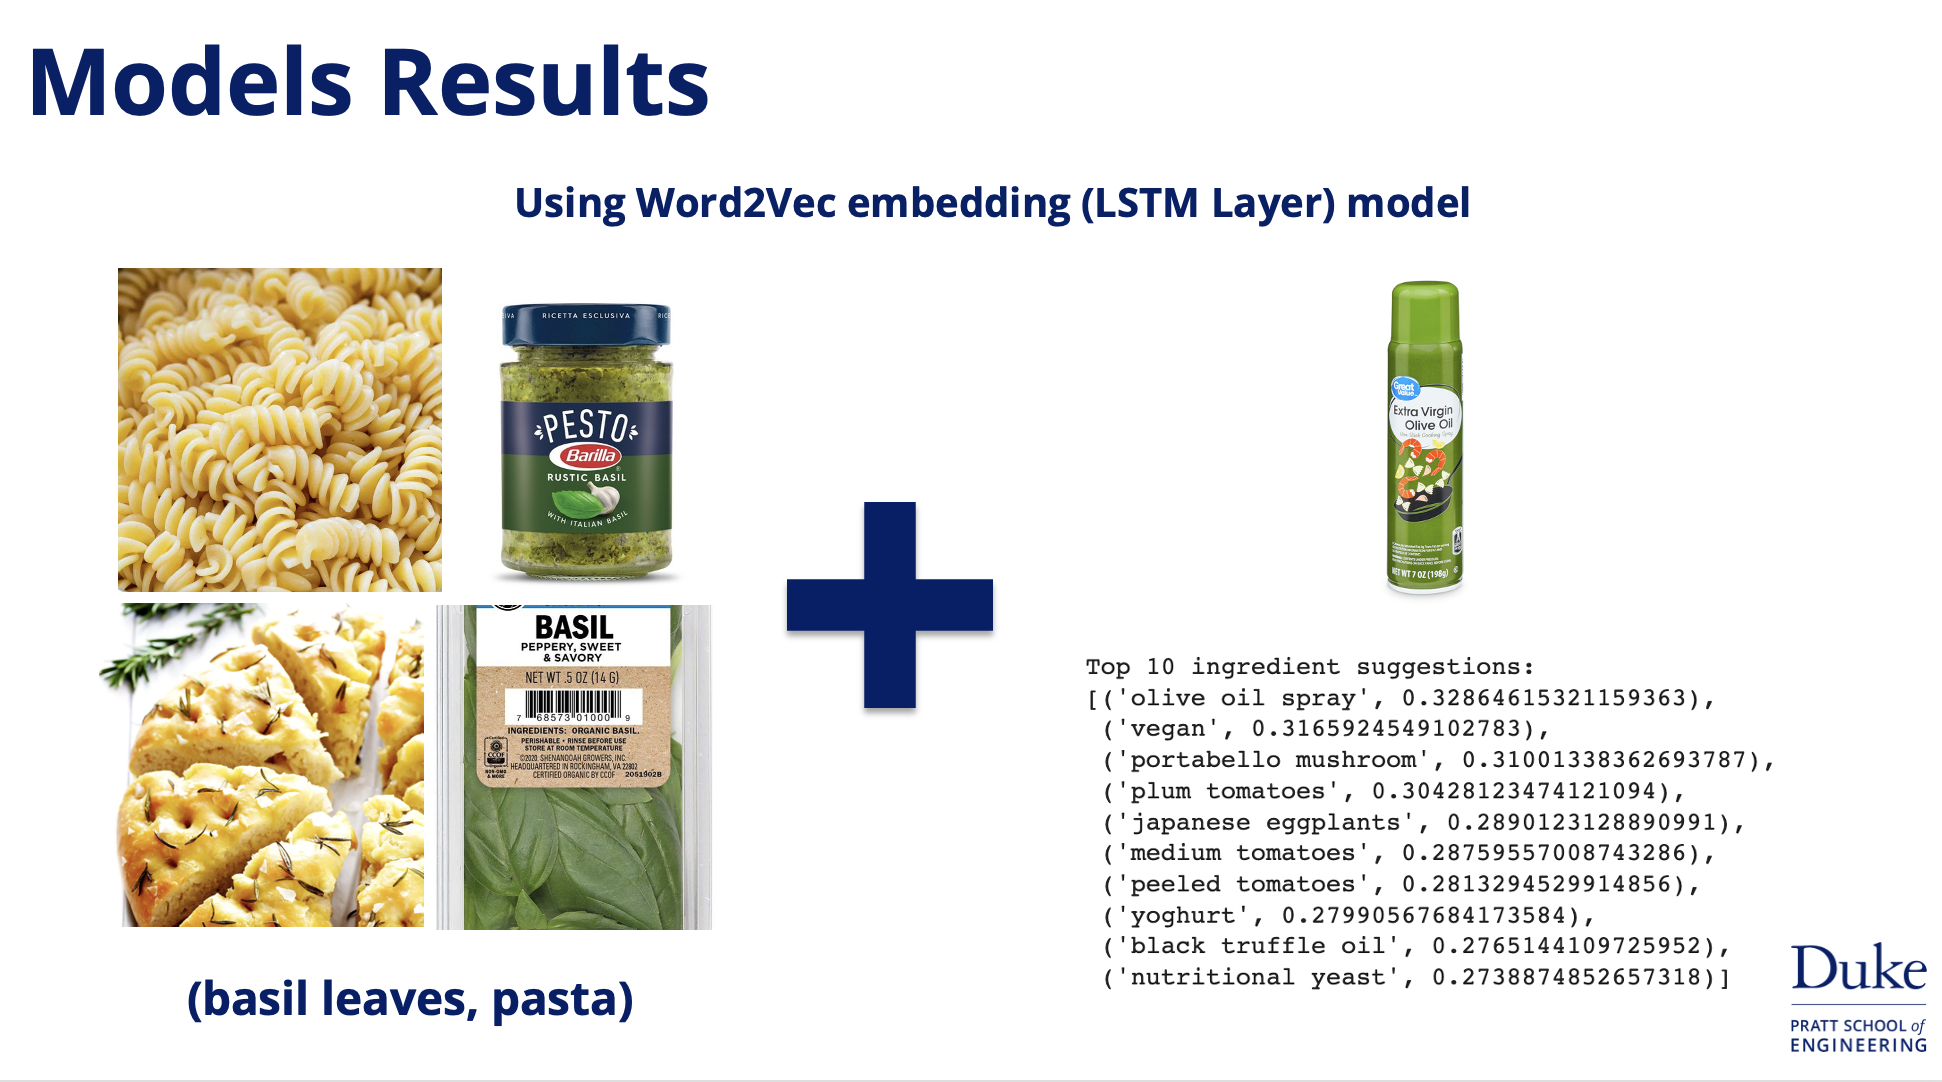 Models Results
Using Word2Vec embedding (LSTM Layer) model
RICETTA ESCLUSIVA
PESTO
Barilla
RUSTIC BASIL
WITH ITALIAN BASIL
Great Value
Extra Virgin
Olive Oil
NET WT 7 OZ (198g)
BASIL
PEPPERY, SWEET
& SAVORY
NET WT .5 OZ (14 G)
7 68573 01000 9
INGREDIENTS: ORGANIC BASIL.
PERISHABLE • RINSE BEFORE USE
STORE AT ROOM TEMPERATURE
©2020, SHENANDOAH GROWERS, INC.
HEADQUARTERED IN ROCKINGHAM, VA 22802
CERTIFIED ORGANIC BY CCOF 2051902B
CCOF
NON-GMO
& MORE
(basil leaves, pasta)
Top 10 ingredient suggestions:
[('olive oil spray', 0.32864615321159363),
('vegan', 0.3165924549102783),
('portabello mushroom', 0.31001338362693787),
('plum tomatoes', 0.30428123474121094),
('japanese eggplants', 0.2890123128890991),
('medium tomatoes', 0.28759557008743286),
('peeled tomatoes', 0.2813294529914856),
('yoghurt', 0.27990567684173584),
('black truffle oil', 0.2765144109725952),
('nutritional yeast', 0.2738874852657318)]
Duke
PRATT SCHOOL of
ENGINEERING